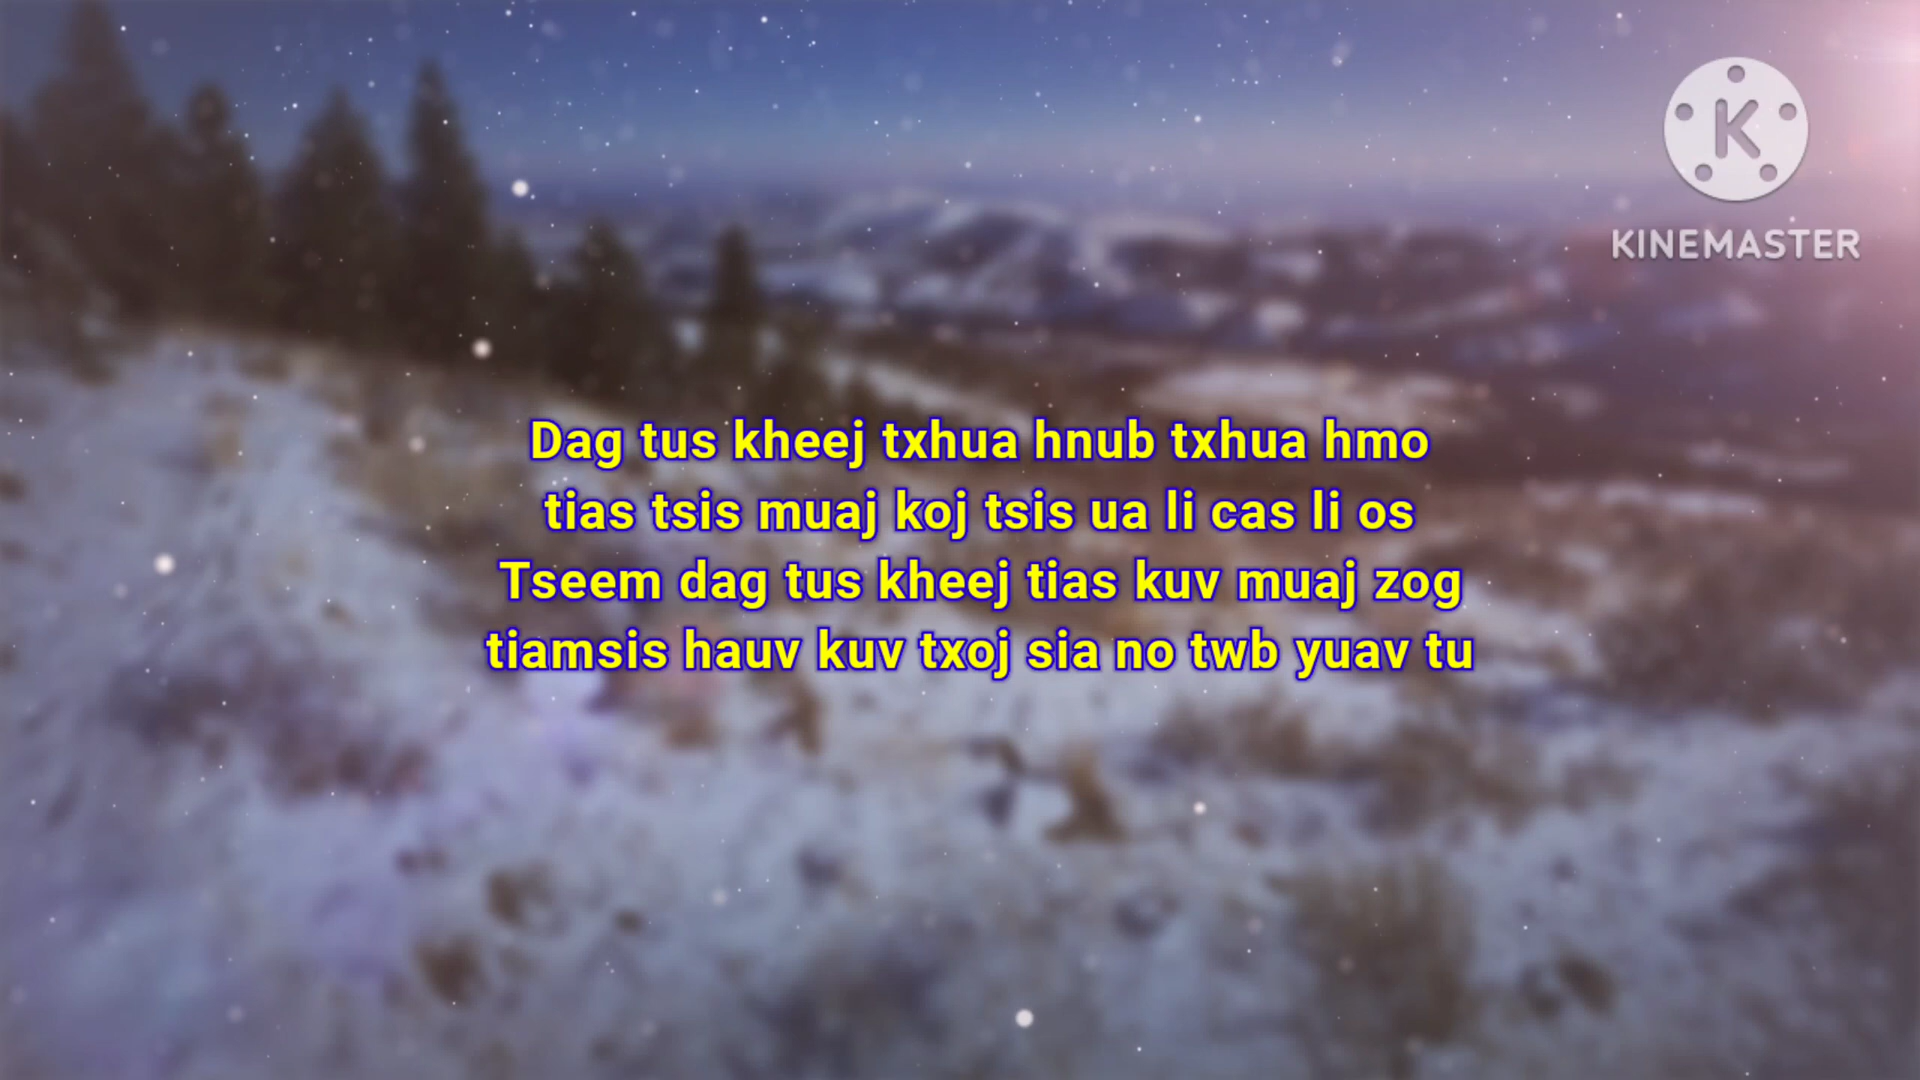 KINEMASTER
Dag tus kheej txhua hnub txhua hmo
tias tsis muaj koj tsis ua li cas li os
Tseem dag tus kheej tias kuv muaj zog
tiamsis hauv kuv txoj sia no twb yuav tu